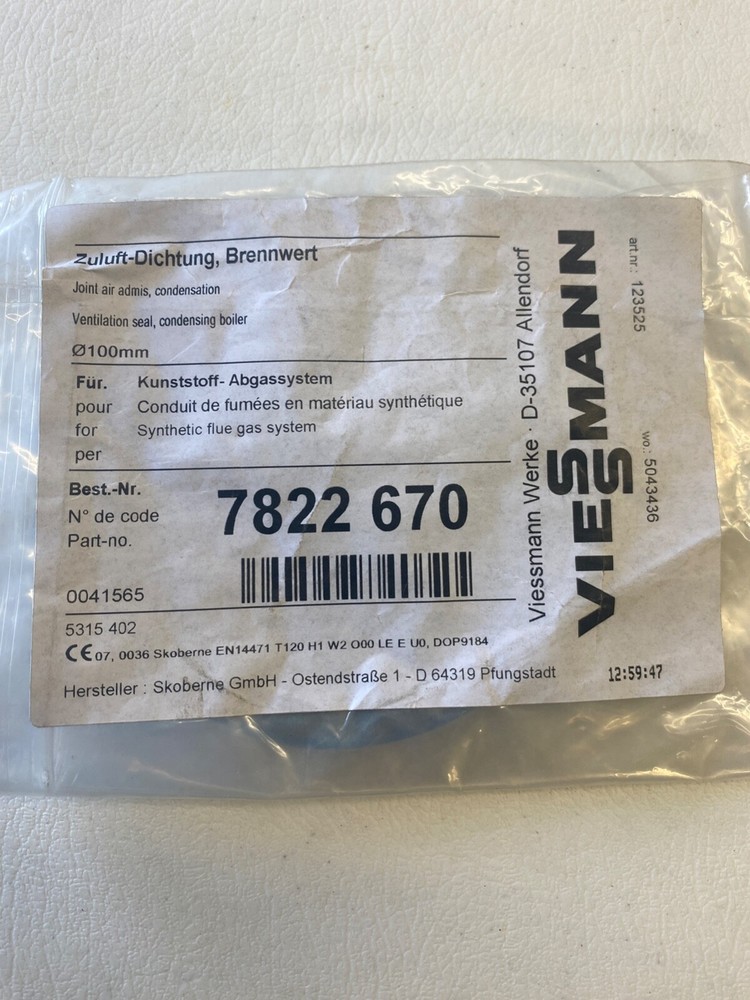 Zuluft-Dichtung, Brennwert
Joint air admis, condensation
Ventilation seal, condensing boiler
Ø100mm
Für. Kunststoff- Abgassystem
pour Conduit de fumées en matériau synthétique
for Synthetic flue gas system
per
Best.-Nr.
N° de code 7822 670
Part-no.
0041565
5315 402
CE 07, 0036 Skoberne EN14471 T120 H1 W2 O00 LE E U0, DOP9184
Hersteller : Skoberne GmbH - Ostendstraße 1 - D 64319 Pfungstadt
12:59:47
Viessmann Werke · D-35107 Allendorf
VIESSMANN
art.nr.: 123525
wo.: 5043436